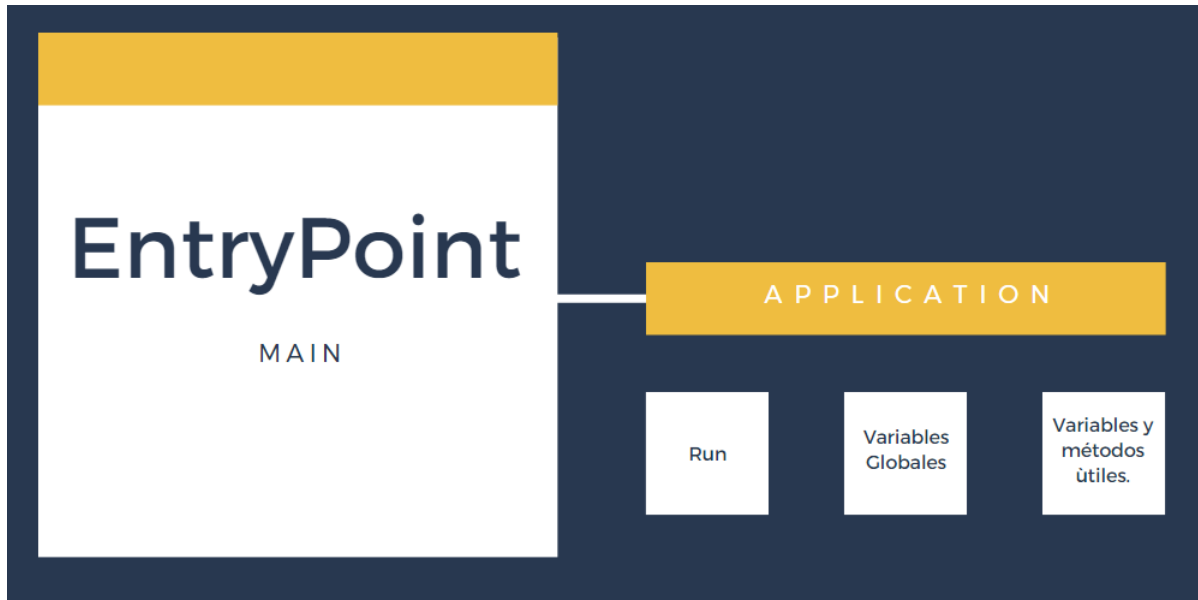 EntryPoint
MAIN
APPLICATION
Run
Variables
Globales
Variables y
métodos
ùtiles.